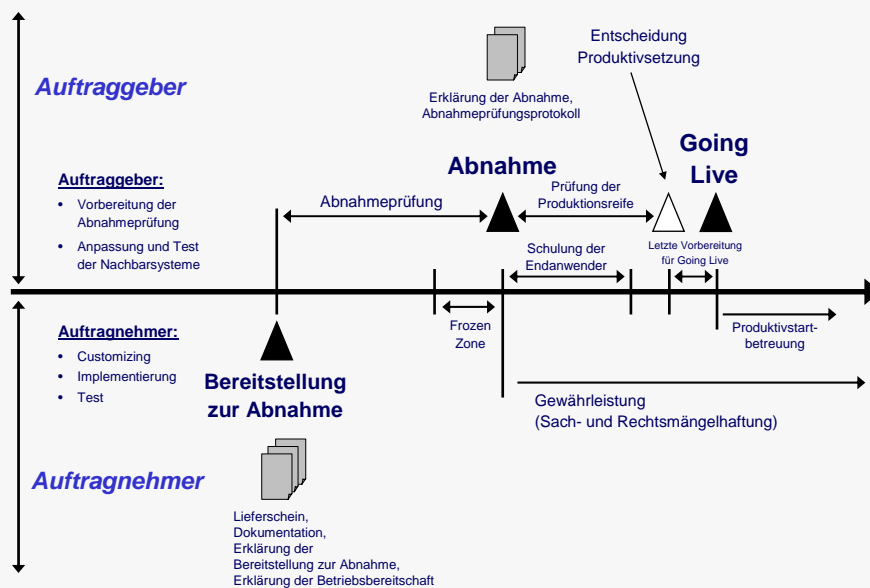 Auftraggeber
Auftraggeber:
• Vorbereitung der
Abnahmeprüfung
• Anpassung und Test
der Nachbarsysteme
Erklärung der Abnahme,
Abnahmeprüfungsprotokoll
Entscheidung
Produktivsetzung
Abnahme
Going
Live
Abnahmeprüfung
Prüfung der
Produktionsreife
Schulung der
Endanwender
Letzte Vorbereitung
für Going Live
Auftragnehmer:
• Customizing
• Implementierung
• Test
Bereitstellung
zur Abnahme
Frozen
Zone
Produktivstart-
betreuung
Gewährleistung
(Sach- und Rechtsmängelhaftung)
Auftragnehmer
Lieferschein,
Dokumentation,
Erklärung der
Bereitstellung zur Abnahme,
Erklärung der Betriebsbereitschaft